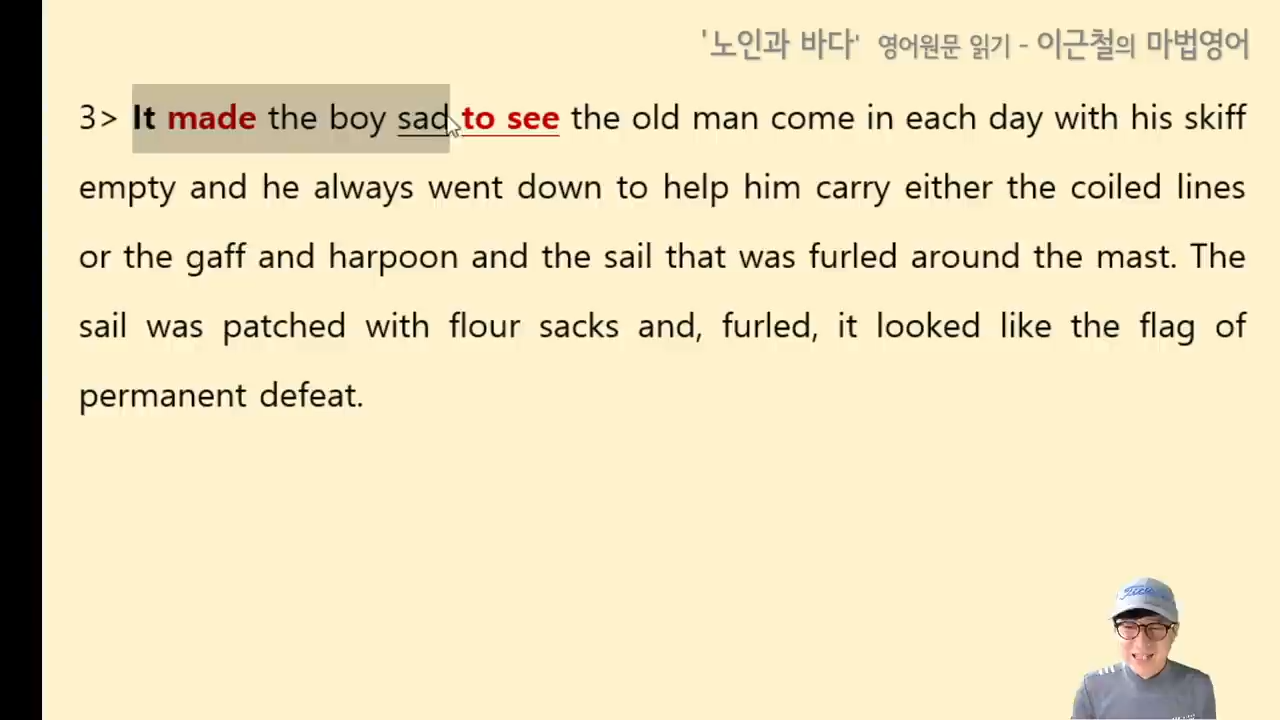 '노인과 바다' 영어원문 읽기 - 이근철의 마법영어
3> It made the boy sad to see the old man come in each day with his skiff
empty and he always went down to help him carry either the coiled lines
or the gaff and harpoon and the sail that was furled around the mast. The
sail was patched with flour sacks and, furled, it looked like the flag of
permanent defeat.